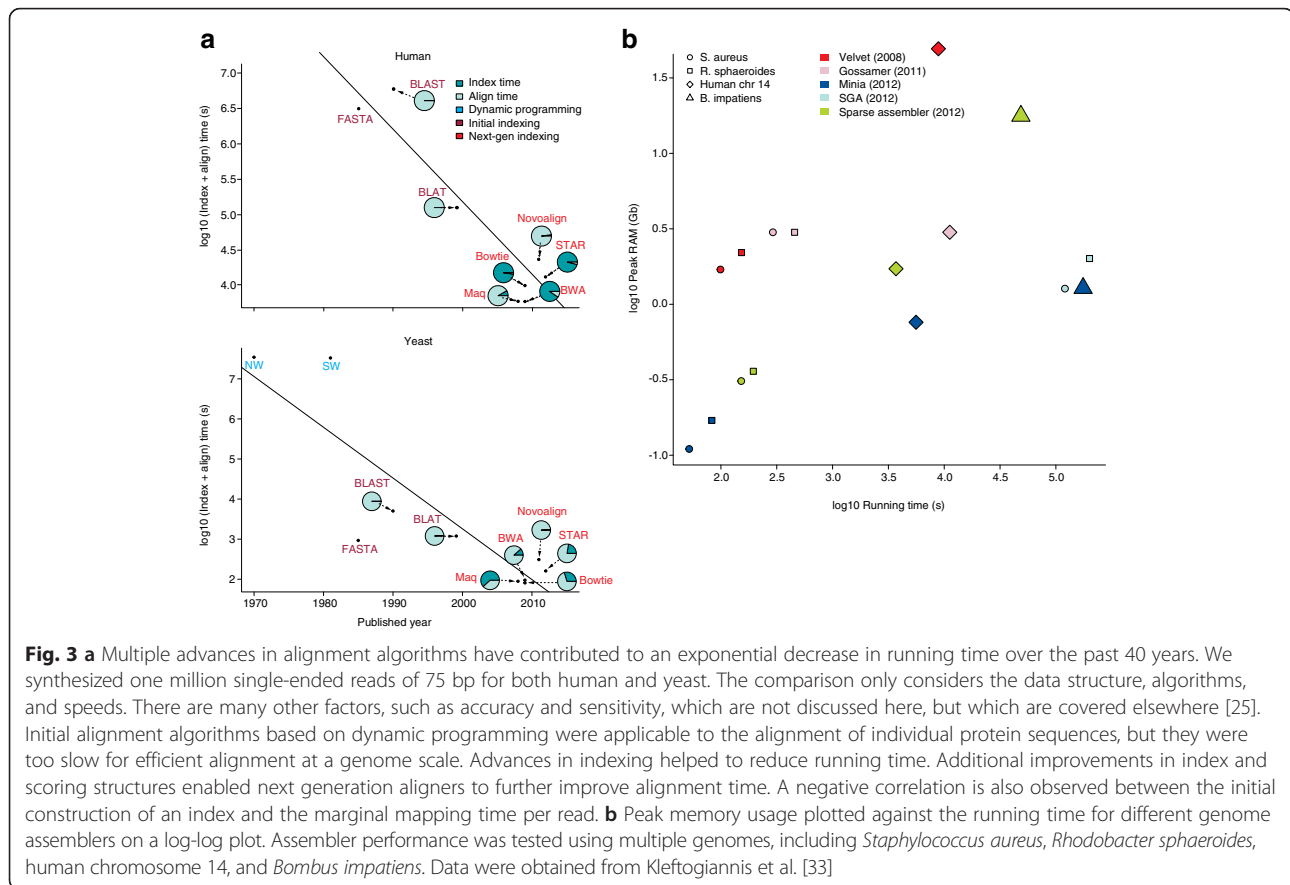 a
Human
7.0
6.5
6.0
5.5
5.0
4.5
4.0
log10 (Index + align) time (s)
BLAST
FASTA
BLAT
Novoalign
STAR
Bowtie
Maq
BWA
Index time
Align time
Dynamic programming
Initial indexing
Next-gen indexing
Yeast
7
6
5
4
3
2
log10 (Index + align) time (s)
NW
SW
BLAST
FASTA
BLAT
BWA
Novoalign
STAR
Maq
Bowtie
1970 1980 1990 2000 2010
Published year
b
S. aureus
R. sphaeroides
Human chr 14
B. impatiens
Velvet (2008)
Gossamer (2011)
Minia (2012)
SGA (2012)
Sparse assembler (2012)
1.5
1.0
0.5
0.0
-0.5
-1.0
log10 Peak RAM (Gb)
2.0 2.5 3.0 3.5 4.0 4.5 5.0
log10 Running time (s)
Fig. 3 a Multiple advances in alignment algorithms have contributed to an exponential decrease in running time over the past 40 years. We
synthesized one million single-ended reads of 75 bp for both human and yeast. The comparison only considers the data structure, algorithms,
and speeds. There are many other factors, such as accuracy and sensitivity, which are not discussed here, but which are covered elsewhere [25].
Initial alignment algorithms based on dynamic programming were applicable to the alignment of individual protein sequences, but they were
too slow for efficient alignment at a genome scale. Advances in indexing helped to reduce running time. Additional improvements in index and
scoring structures enabled next generation aligners to further improve alignment time. A negative correlation is also observed between the initial
construction of an index and the marginal mapping time per read. b Peak memory usage plotted against the running time for different genome
assemblers on a log-log plot. Assembler performance was tested using multiple genomes, including Staphylococcus aureus, Rhodobacter sphaeroides,
human chromosome 14, and Bombus impatiens. Data were obtained from Kleftogiannis et al. [33]